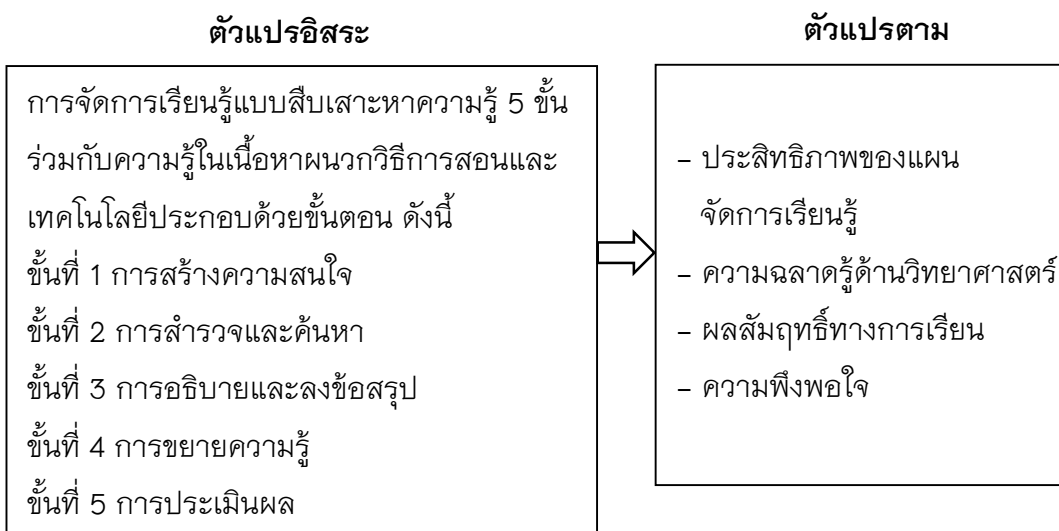 ตัวแปรอิสระ
การจัดการเรียนรู้แบบสืบเสาะหาความรู้ 5 ขั้น
ร่วมกับความรู้ในเนื้อหาผนวกวิธีการสอนและ
เทคโนโลยีประกอบด้วยขั้นตอน ดังนี้
ขั้นที่ 1 การสร้างความสนใจ
ขั้นที่ 2 การสำรวจและค้นหา
ขั้นที่ 3 การอธิบายและลงข้อสรุป
ขั้นที่ 4 การขยายความรู้
ขั้นที่ 5 การประเมินผล
ตัวแปรตาม
– ประสิทธิภาพของแผน
จัดการเรียนรู้
– ความฉลาดรู้ด้านวิทยาศาสตร์
– ผลสัมฤทธิ์ทางการเรียน
– ความพึงพอใจ